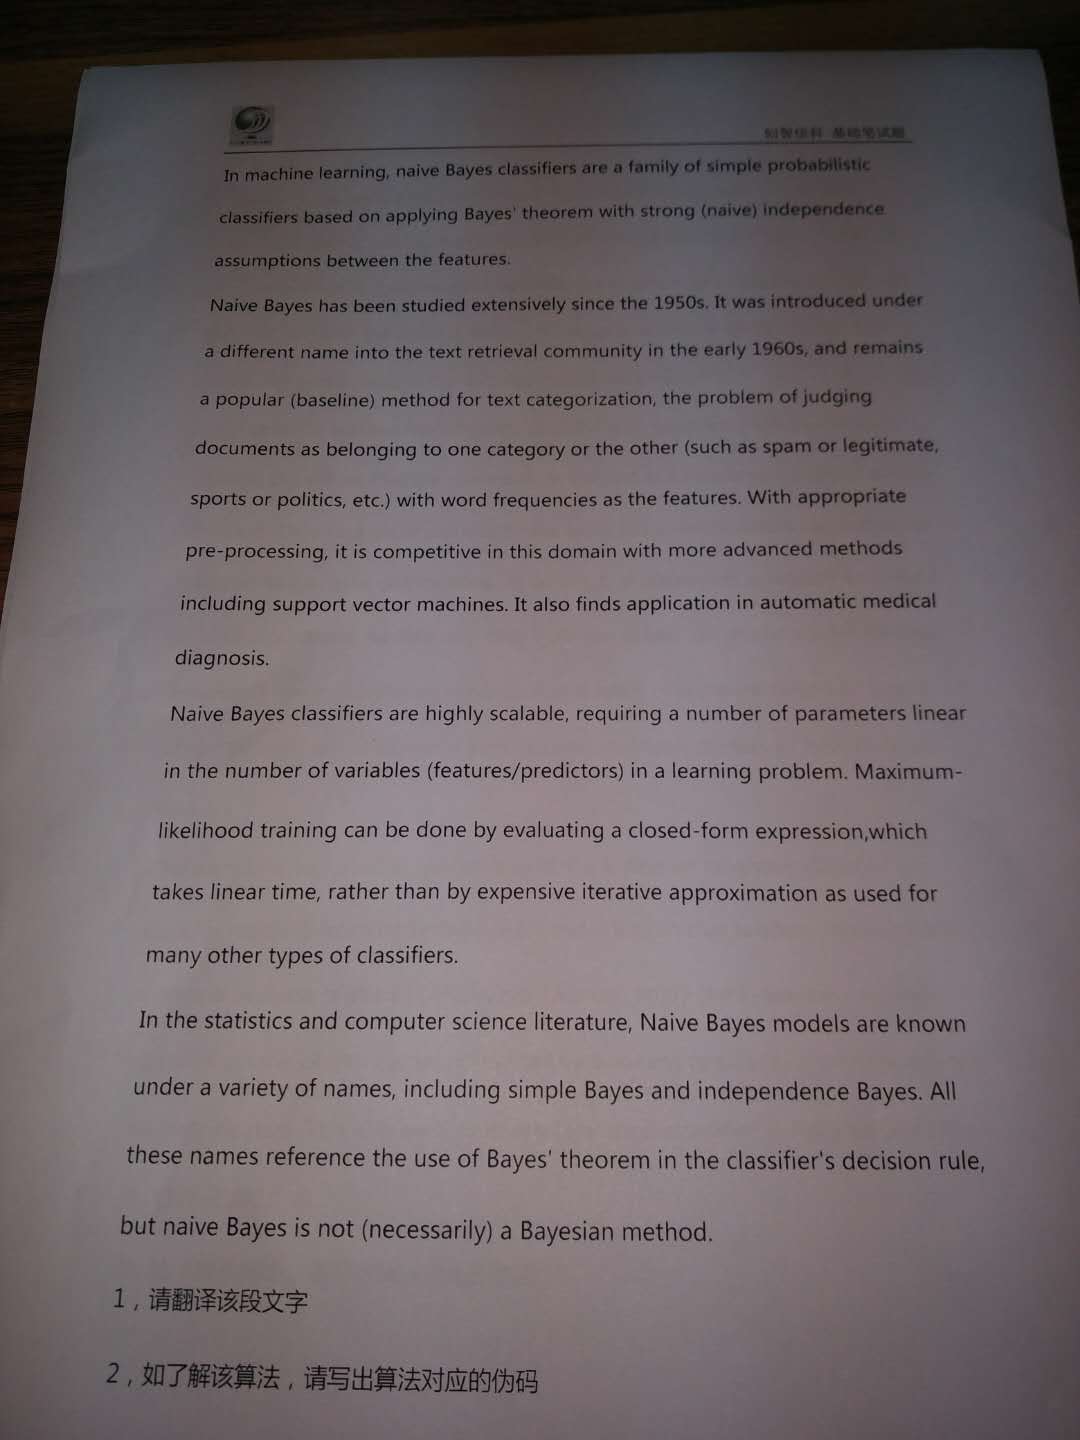 基础笔试题
In machine learning, naive Bayes classifiers are a family of simple probabilistic
classifiers based on applying Bayes' theorem with strong (naive) independence
assumptions between the features.
Naive Bayes has been studied extensively since the 1950s. It was introduced under
a different name into the text retrieval community in the early 1960s, and remains
a popular (baseline) method for text categorization, the problem of judging
documents as belonging to one category or the other (such as spam or legitimate,
sports or politics, etc.) with word frequencies as the features. With appropriate
pre-processing, it is competitive in this domain with more advanced methods
including support vector machines. It also finds application in automatic medical
diagnosis.
Naive Bayes classifiers are highly scalable, requiring a number of parameters linear
in the number of variables (features/predictors) in a learning problem. Maximum-
likelihood training can be done by evaluating a closed-form expression,which
takes linear time, rather than by expensive iterative approximation as used for
many other types of classifiers.
In the statistics and computer science literature, Naive Bayes models are known
under a variety of names, including simple Bayes and independence Bayes. All
these names reference the use of Bayes' theorem in the classifier's decision rule,
but naive Bayes is not (necessarily) a Bayesian method.
1，请翻译该段文字
2，如了解该算法，请写出算法对应的伪码